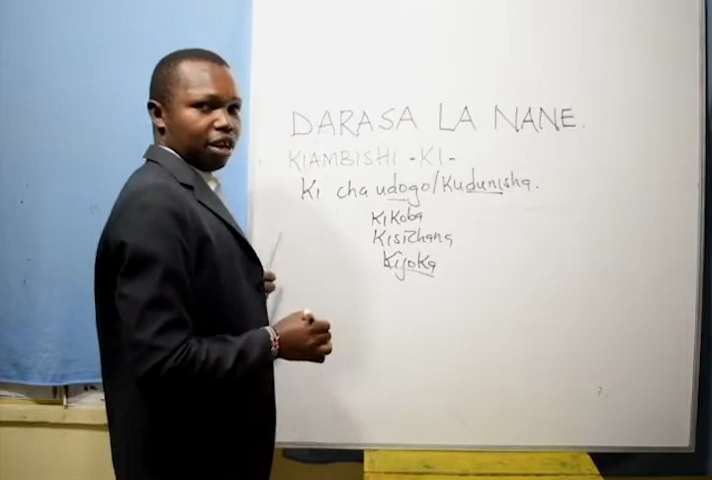 DARASA LA NANE.
KIAMBISHI -KI-
Ki cha udogo/Kudunisha.
Kikoba
Kisichana
Kijoka